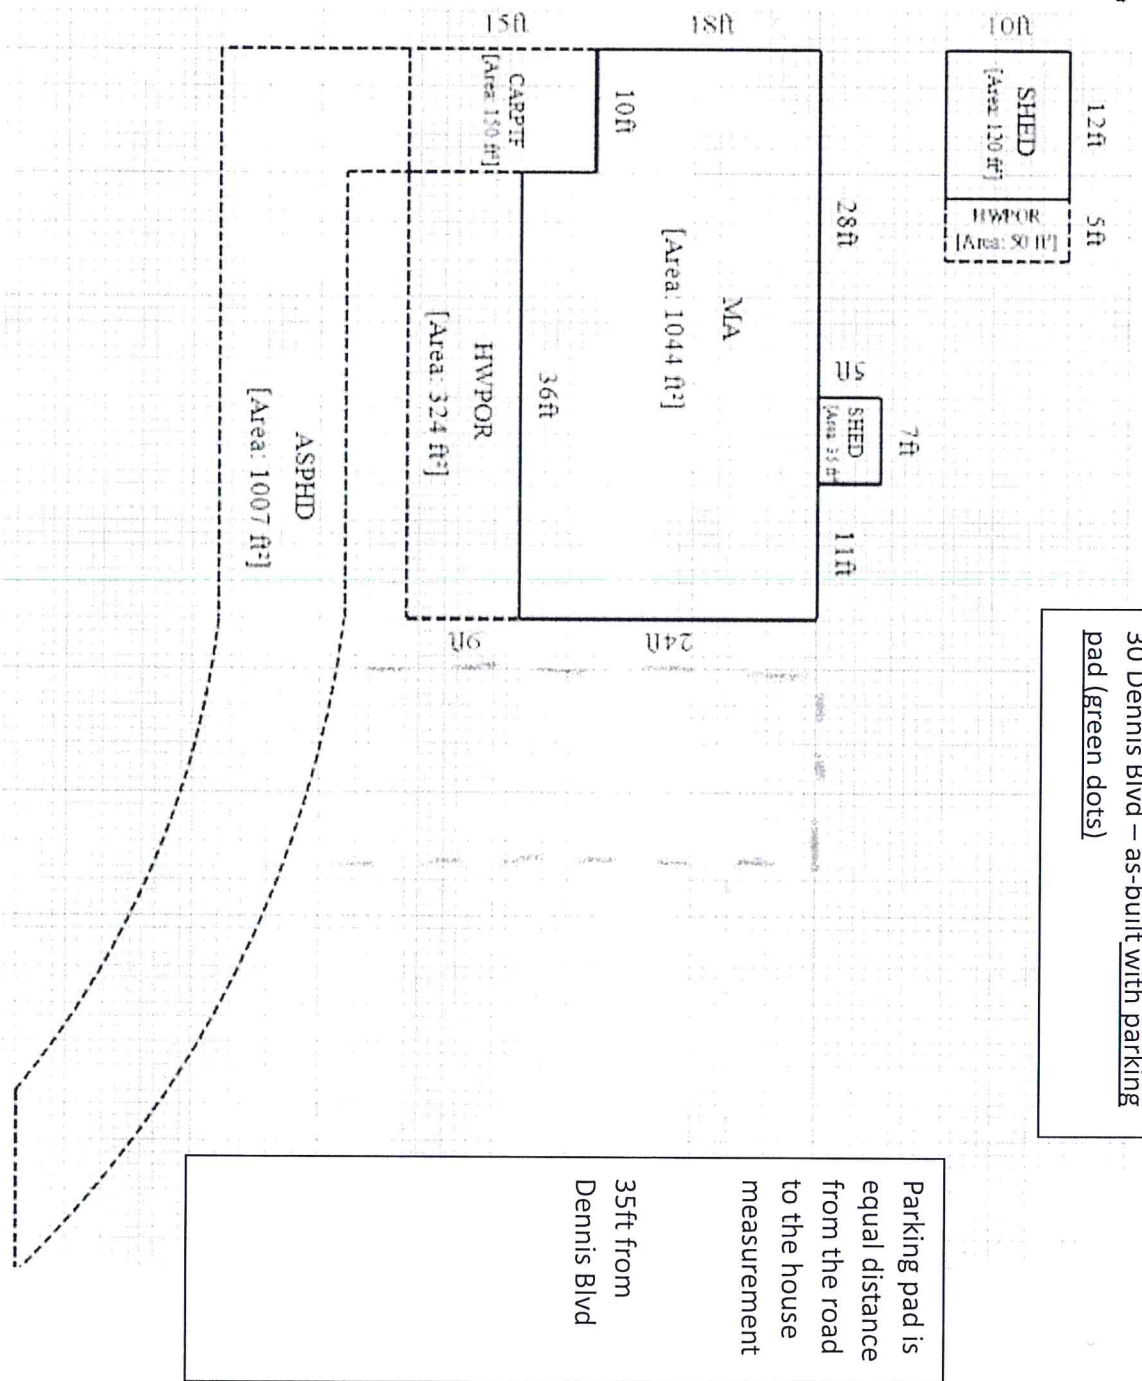 30 Dennis Blvd – as-built with parking
pad (green dots)
10ft
12ft
SHED
[Area: 120 ft²]
5ft
HWPOR
[Area: 50 ft²]
18ft
28ft
5ft
7ft
SHED
[Area: 35 ft²]
11ft
MA
[Area: 1044 ft²]
24ft
15ft
10ft
CARPTF
[Area: 150 ft²]
36ft
HWPOR
[Area: 324 ft²]
9ft
ASPHD
[Area: 1007 ft²]
Parking pad is
equal distance
from the road
to the house
measurement
35ft from
Dennis Blvd